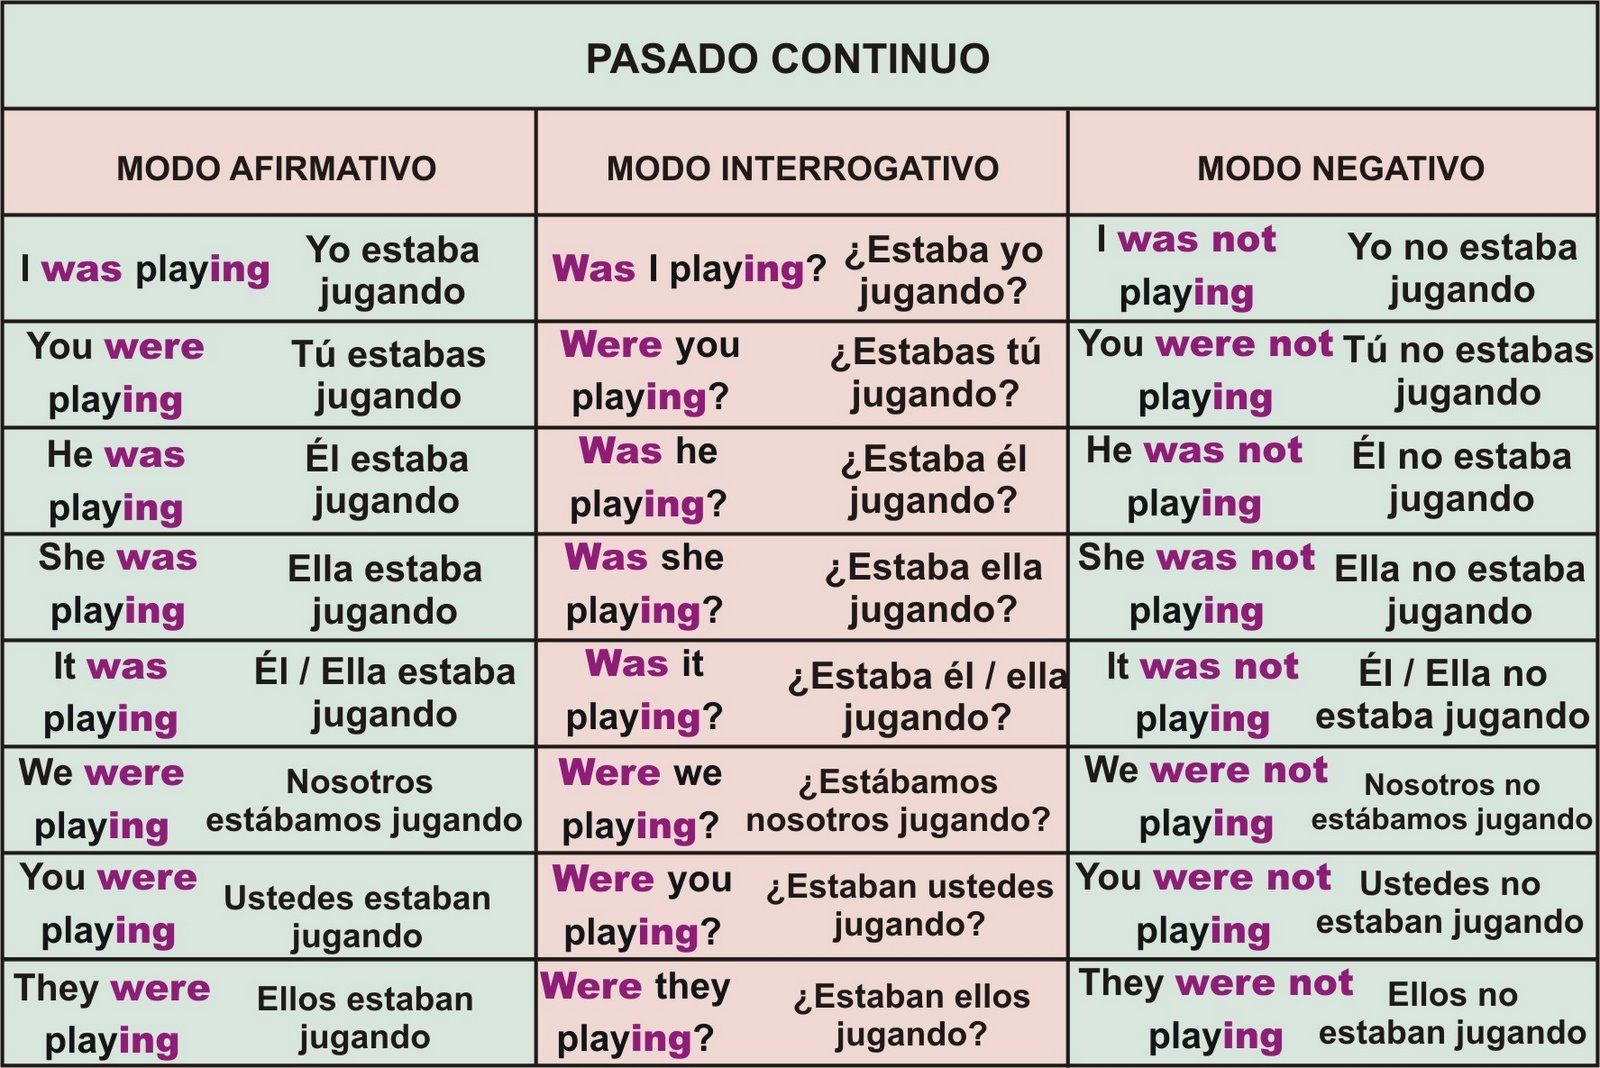 PASADO CONTINUO
MODO AFIRMATIVO
MODO INTERROGATIVO
MODO NEGATIVO
I was playing
Yo estaba
jugando
Was I playing?
¿Estaba yo
jugando?
I was not
playing
Yo no estaba
jugando
You were
playing
Tú estabas
jugando
Were you
playing?
¿Estabas tú
jugando?
You were not
playing
Tú no estabas
jugando
He was
playing
Él estaba
jugando
Was he
playing?
¿Estaba él
jugando?
He was not
playing
Él no estaba
jugando
She was
playing
Ella estaba
jugando
Was she
playing?
¿Estaba ella
jugando?
She was not
playing
Ella no estaba
jugando
It was
playing
Él / Ella estaba
jugando
Was it
playing?
¿Estaba él / ella
jugando?
It was not
playing
Él / Ella no
estaba jugando
We were
playing
Nosotros
estábamos jugando
Were we
playing?
¿Estábamos
nosotros jugando?
We were not
playing
Nosotros no
estábamos jugando
You were
playing
Ustedes estaban
jugando
Were you
playing?
¿Estaban ustedes
jugando?
You were not
playing
Ustedes no
estaban jugando
They were
playing
Ellos estaban
jugando
Were they
playing?
¿Estaban ellos
jugando?
They were not
playing
Ellos no
estaban jugando